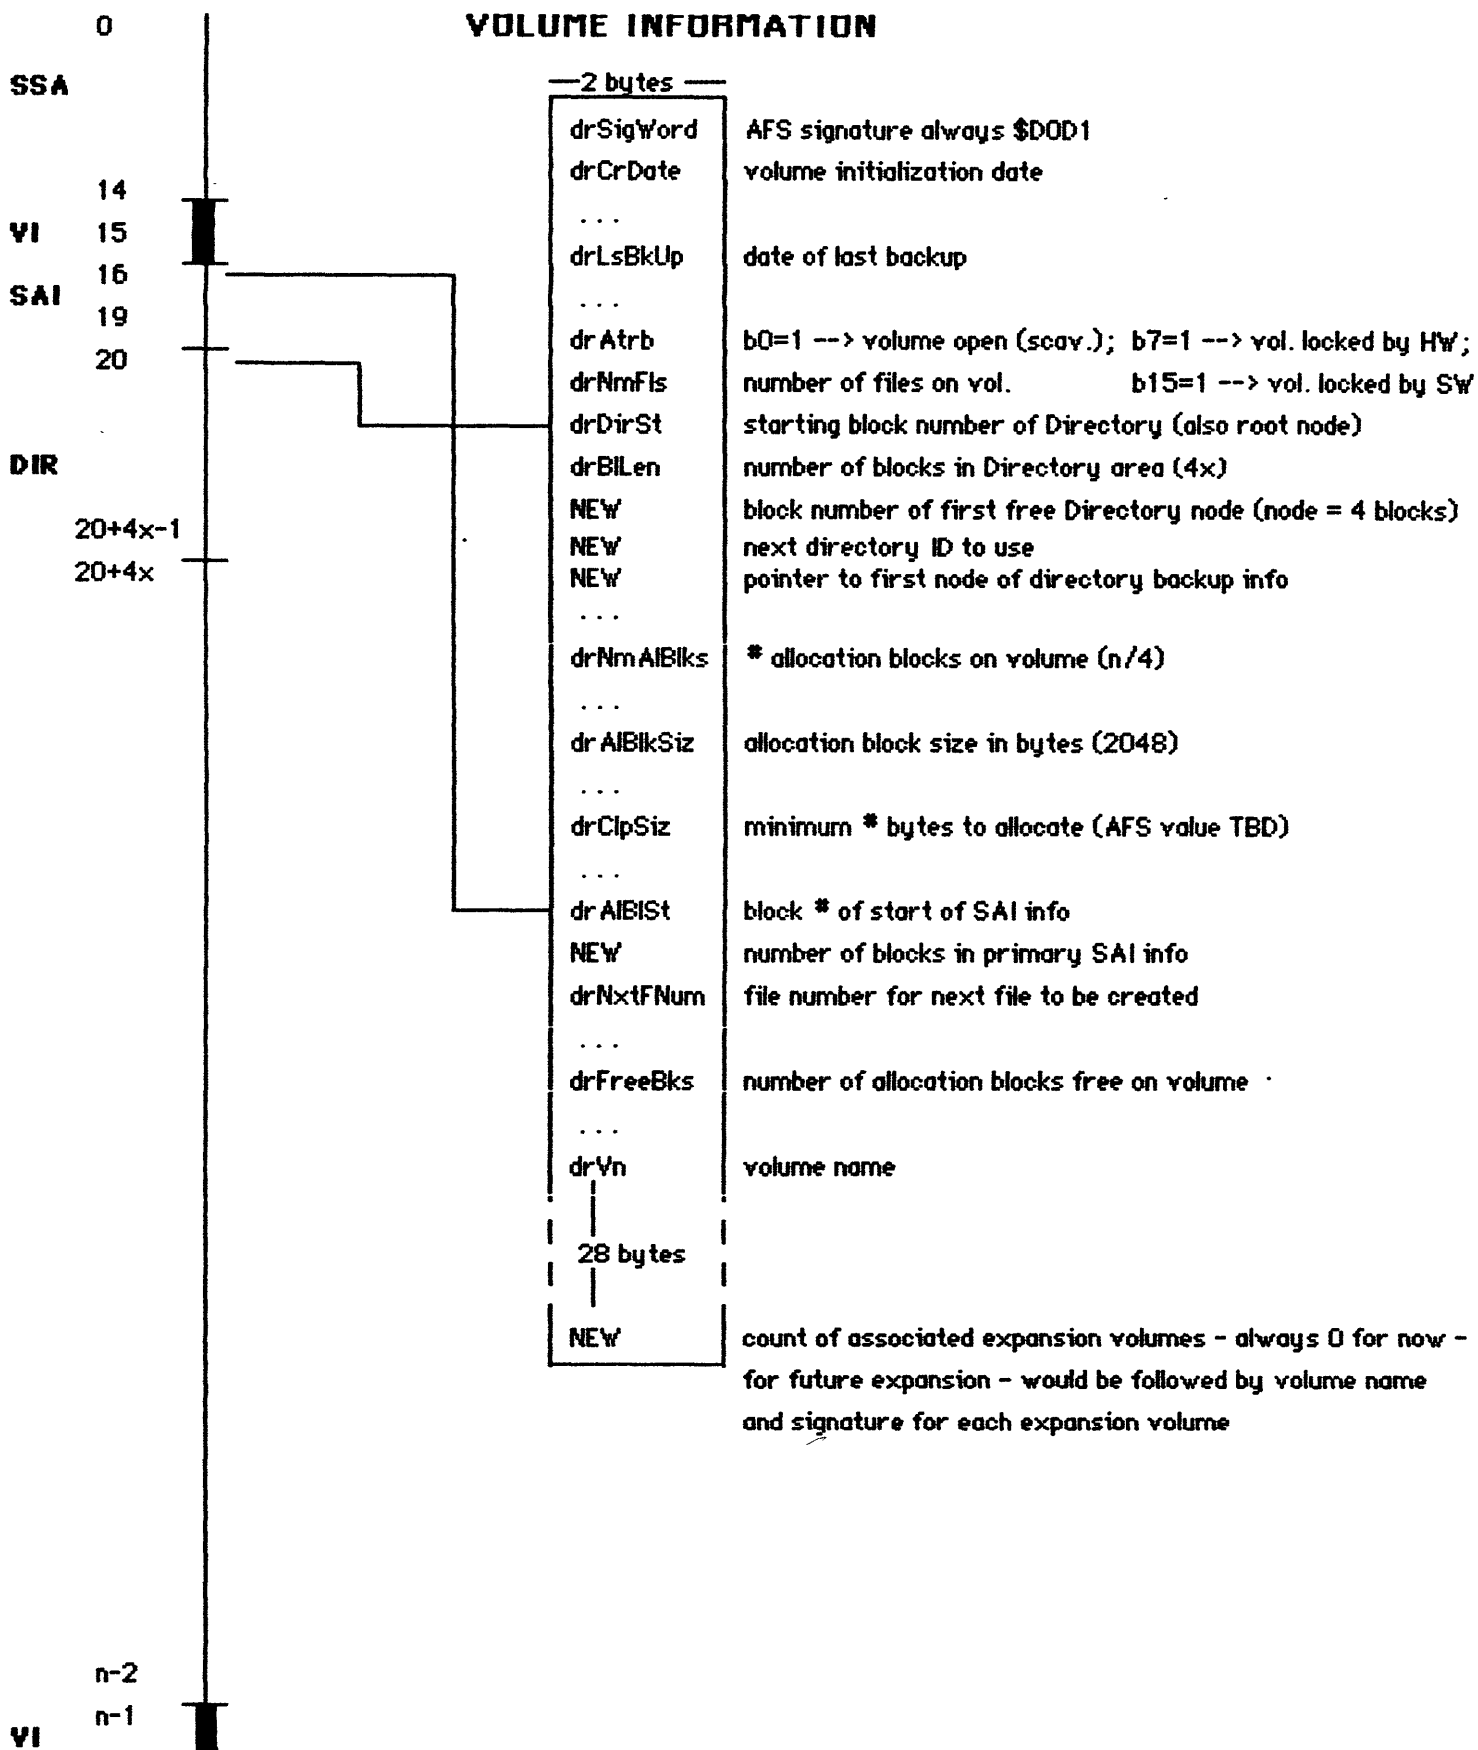 VOLUME INFORMATION
0
SSA
14
VI 15
16
SAI
19
20
DIR
20+4x-1
20+4x
n-2
n-1
VI
2 bytes
drSigWord AFS signature always $D0D1
drCrDate volume initialization date
. . .
drLsBkUp date of last backup
. . .
drAtrb b0=1 --> volume open (scav.); b7=1 --> vol. locked by HW;
drNmFls number of files on vol. b15=1 --> vol. locked by SW
drDirSt starting block number of Directory (also root node)
drBlLen number of blocks in Directory area (4x)
NEW block number of first free Directory node (node = 4 blocks)
NEW next directory ID to use
NEW pointer to first node of directory backup info
. . .
drNmAlBlks # allocation blocks on volume (n/4)
. . .
drAlBlkSiz allocation block size in bytes (2048)
. . .
drClpSiz minimum # bytes to allocate (AFS value TBD)
. . .
drAlBlSt block # of start of SAI info
NEW number of blocks in primary SAI info
drNxtFNum file number for next file to be created
. . .
drFreeBks number of allocation blocks free on volume
. . .
drVn volume name
28 bytes
NEW count of associated expansion volumes - always 0 for now -
for future expansion - would be followed by volume name
and signature for each expansion volume